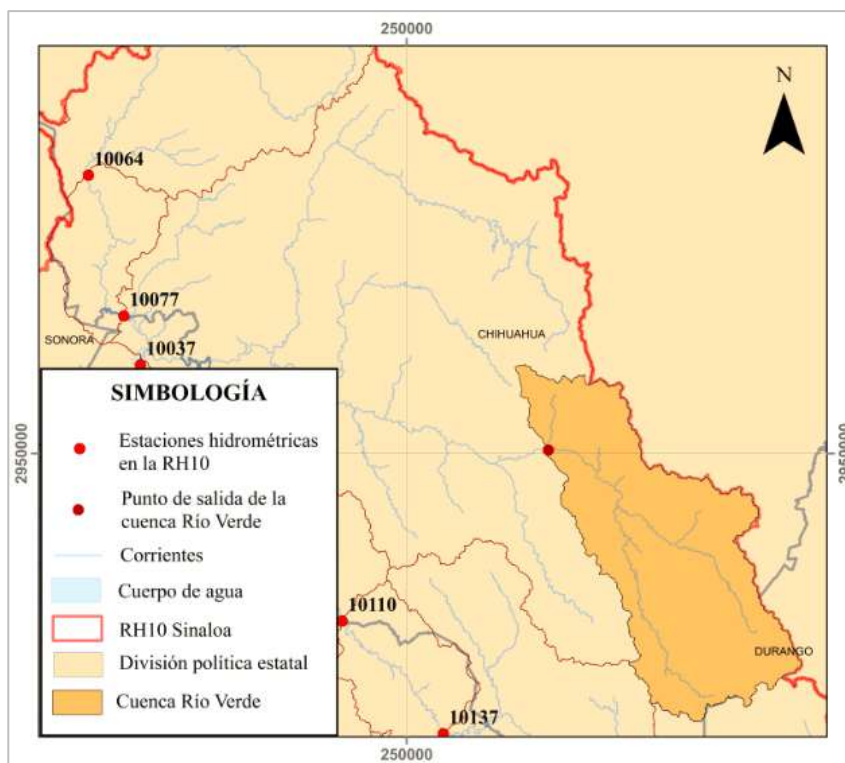 250000
N
10064
10077
SONORA
10037
CHIHUAHUA
SIMBOLOGÍA
Estaciones hidrométricas
en la RH10
Punto de salida de la
cuenca Río Verde
Corrientes
Cuerpo de agua
RH10 Sinaloa
División política estatal
Cuenca Río Verde
2950000
2950000
10110
DURANGO
10137
250000